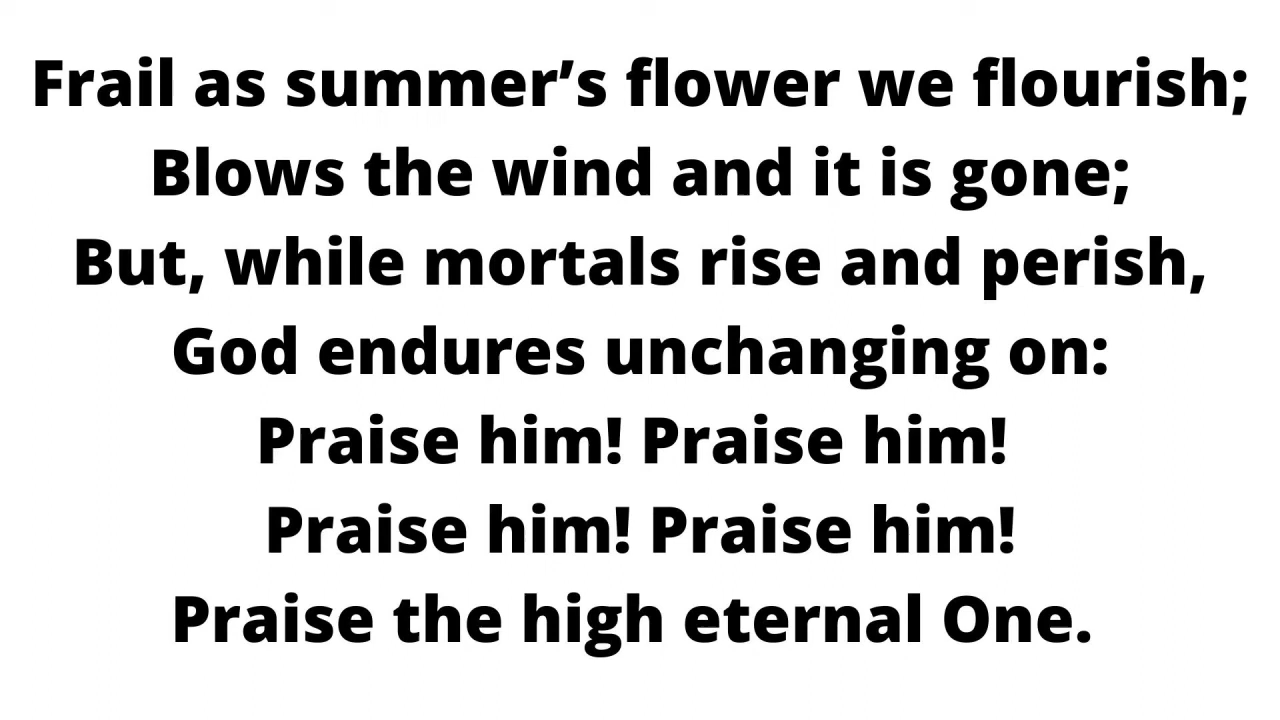 Frail as summer’s flower we flourish;
Blows the wind and it is gone;
But, while mortals rise and perish,
God endures unchanging on:
Praise him! Praise him!
Praise him! Praise him!
Praise the high eternal One.